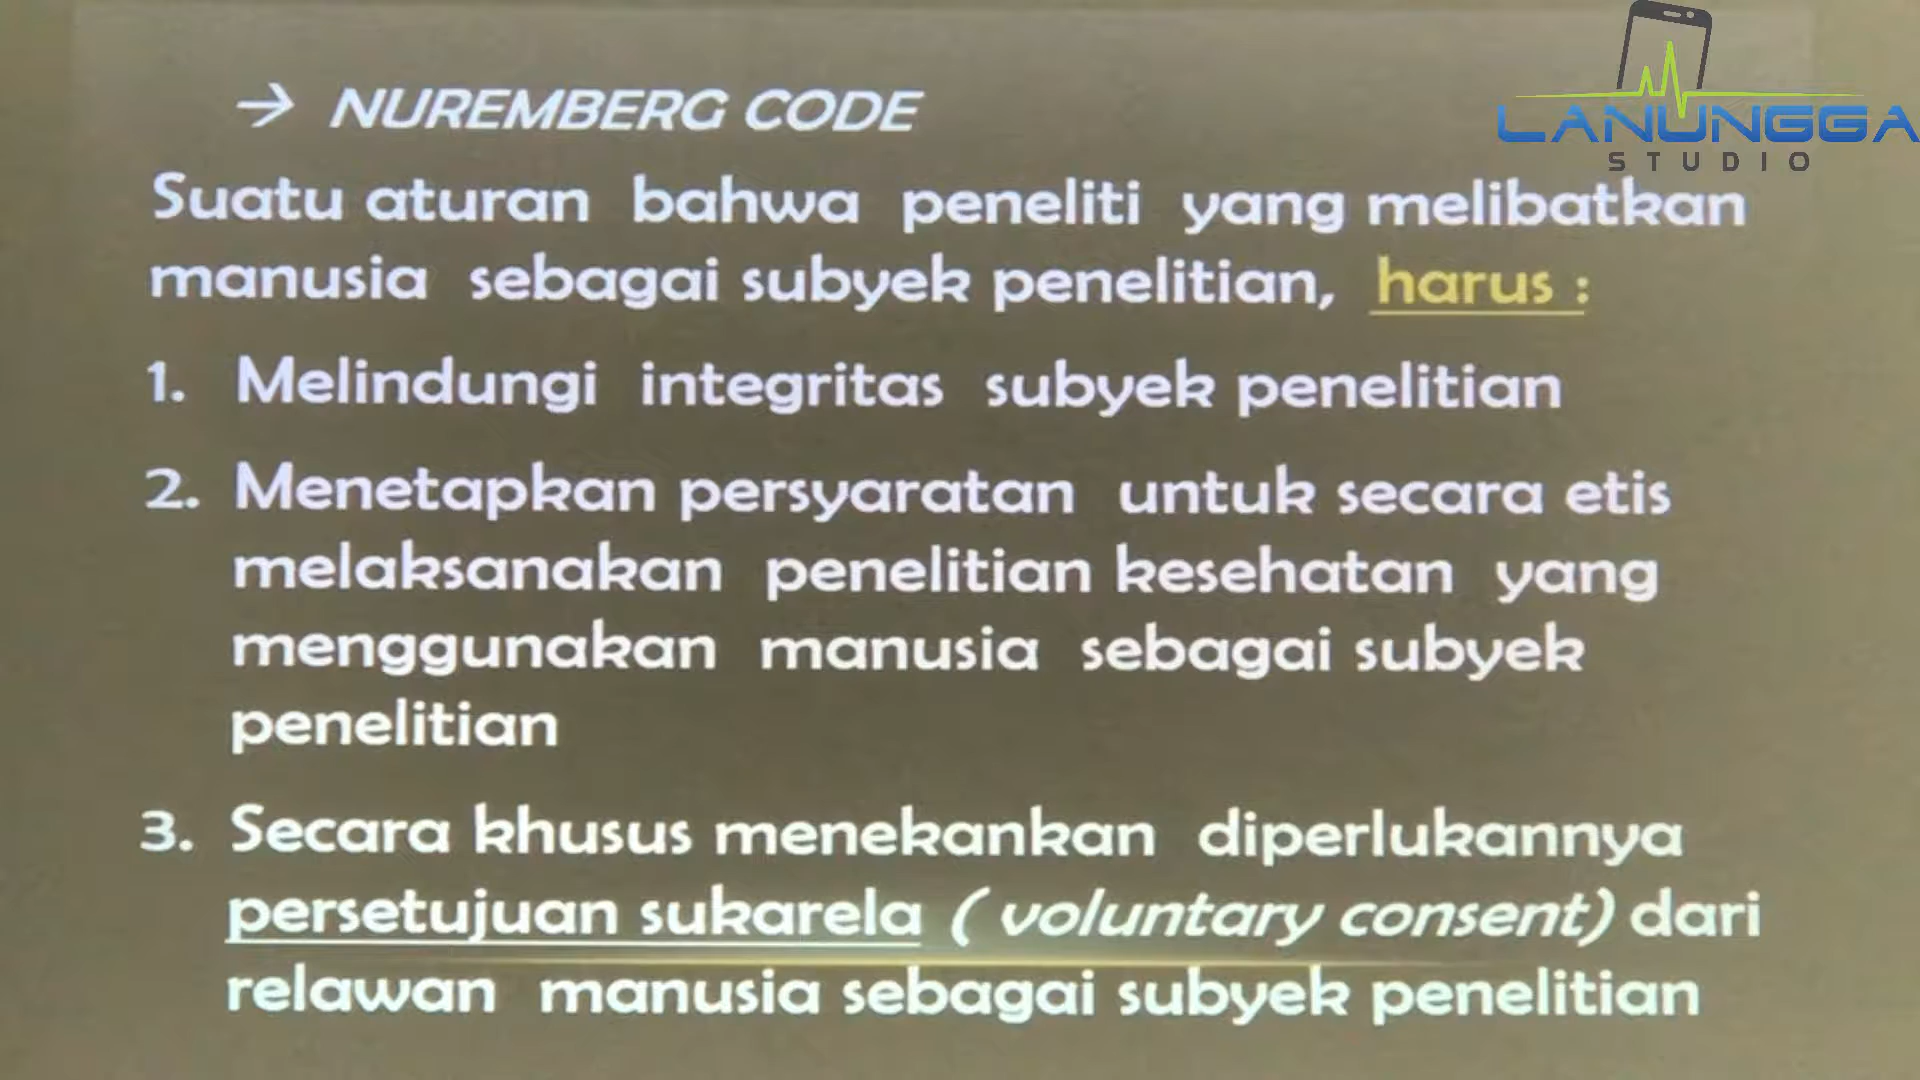 → NUREMBERG CODE
LANUNGGA
STUDIO
Suatu aturan bahwa peneliti yang melibatkan
manusia sebagai subyek penelitian, harus :
1. Melindungi integritas subyek penelitian
2. Menetapkan persyaratan untuk secara etis
melaksanakan penelitian kesehatan yang
menggunakan manusia sebagai subyek
penelitian
3. Secara khusus menekankan diperlukannya
persetujuan sukarela ( voluntary consent) dari
relawan manusia sebagai subyek penelitian